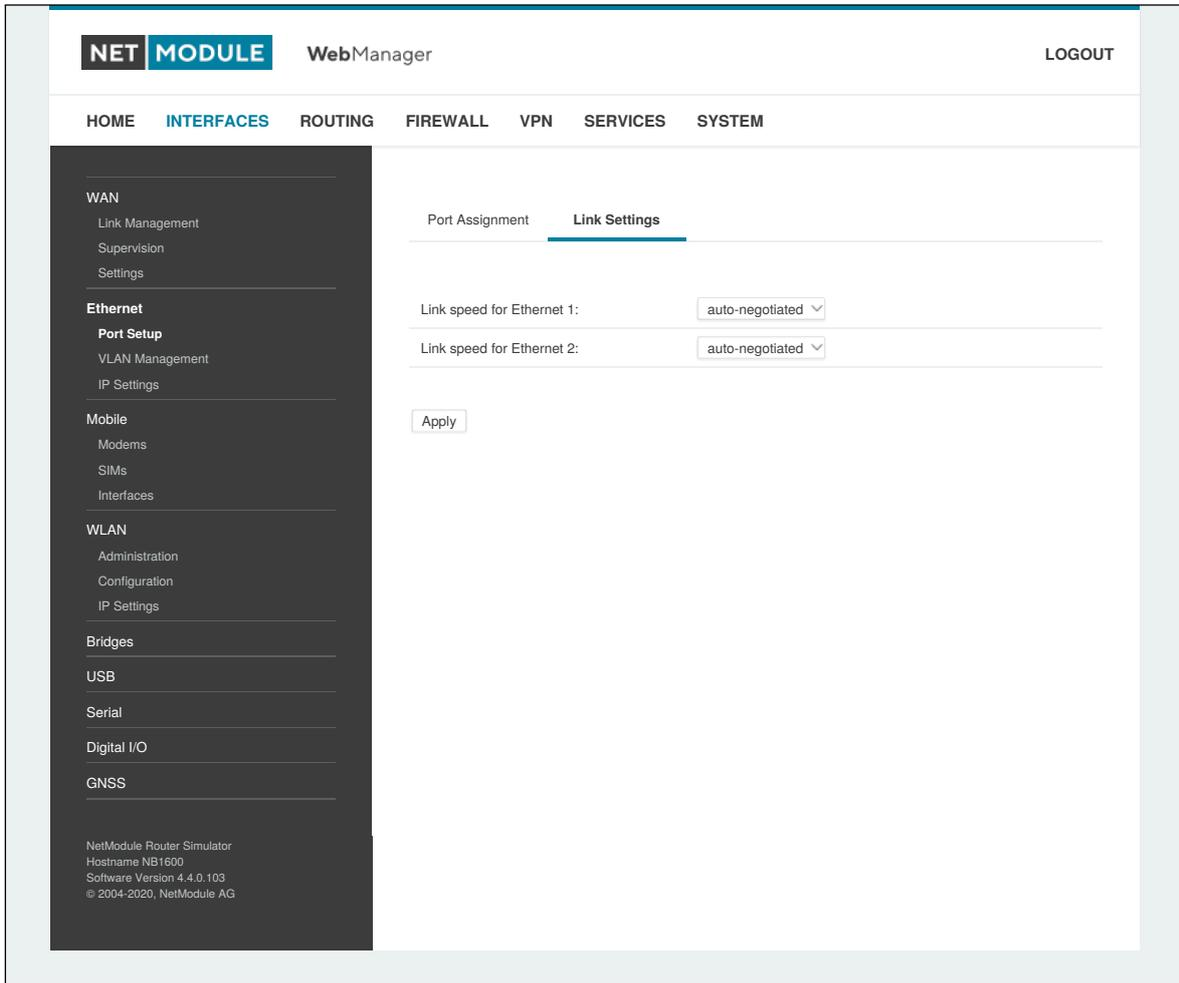 NET MODULE WebManager LOGOUT
HOME INTERFACES ROUTING FIREWALL VPN SERVICES SYSTEM
WAN
Link Management
Supervision
Settings
Ethernet
Port Setup
VLAN Management
IP Settings
Mobile
Modems
SIMs
Interfaces
WLAN
Administration
Configuration
IP Settings
Bridges
USB
Serial
Digital I/O
GNSS
NetModule Router Simulator
Hostname NB1600
Software Version 4.4.0.103
© 2004-2020, NetModule AG
Port Assignment Link Settings
Link speed for Ethernet 1: auto-negotiated
Link speed for Ethernet 2: auto-negotiated
Apply